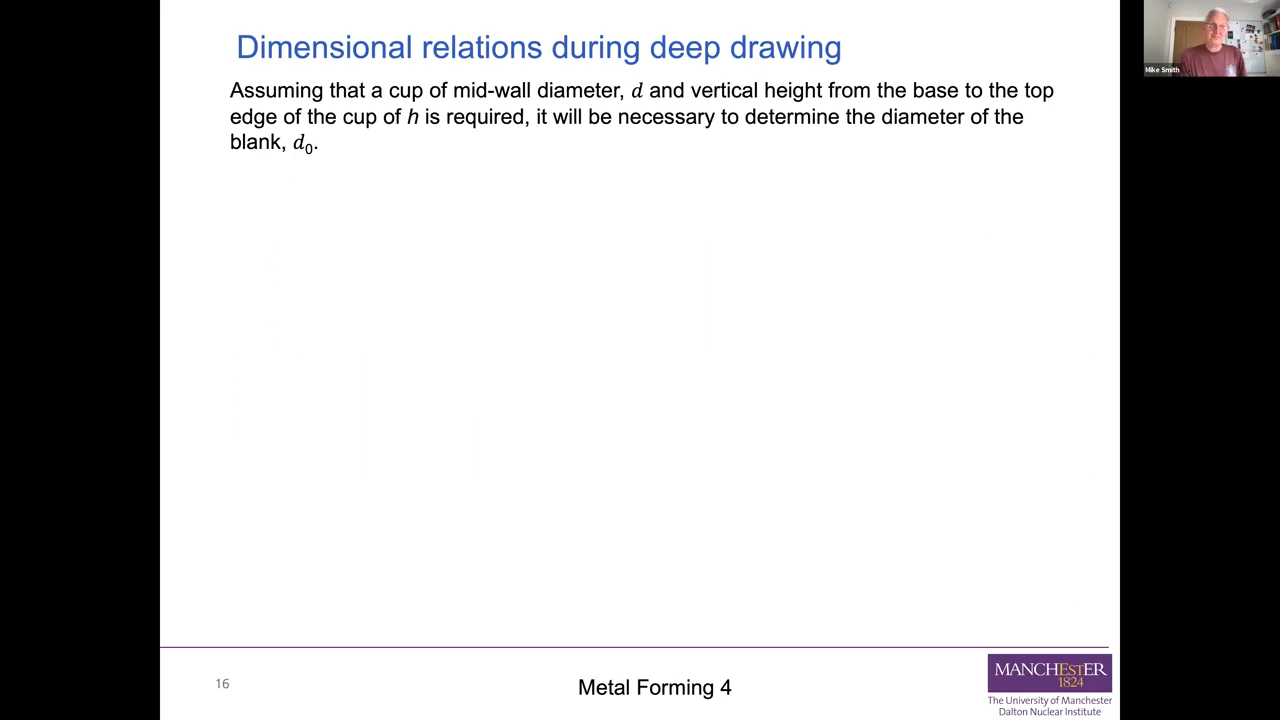 Dimensional relations during deep drawing
Mike Smith
Assuming that a cup of mid-wall diameter, d and vertical height from the base to the top
edge of the cup of h is required, it will be necessary to determine the diameter of the
blank, d₀.
16
Metal Forming 4
MANCHESTER
1824
The University of Manchester
Dalton Nuclear Institute